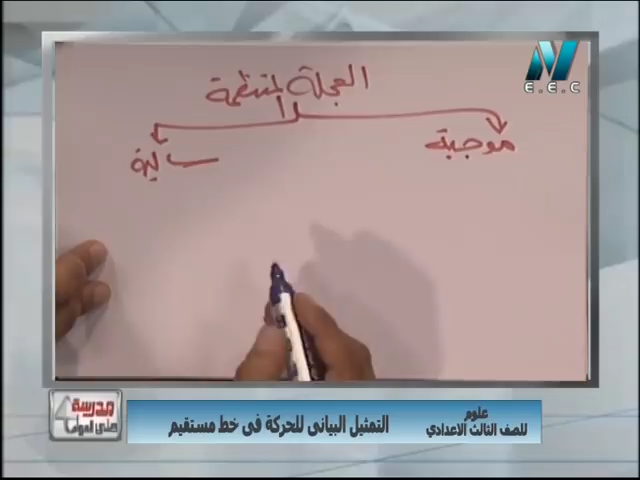 E.E.C
العجلة المنتظمة
موجبة
سالبة
علوم
للصف الثالث الاعدادي
التمثيل البيانى للحركة فى خط مستقيم
مدرسة
على الهواء